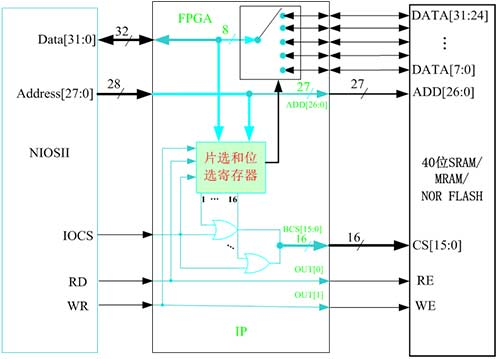 FPGA
Data[31:0]
32
8
DATA[31:24]
⋮
DATA[7:0]
Address[27:0]
28
27
ADD[26:0]
27
ADD[26:0]
NIOSII
片选和位
选寄存器
1 ··· 16
40位SRAM/
MRAM/
NOR FLASH
IOCS
BCS[15:0]
16
16
CS[15:0]
RD
OUT[0]
RE
WR
OUT[1]
WE
IP